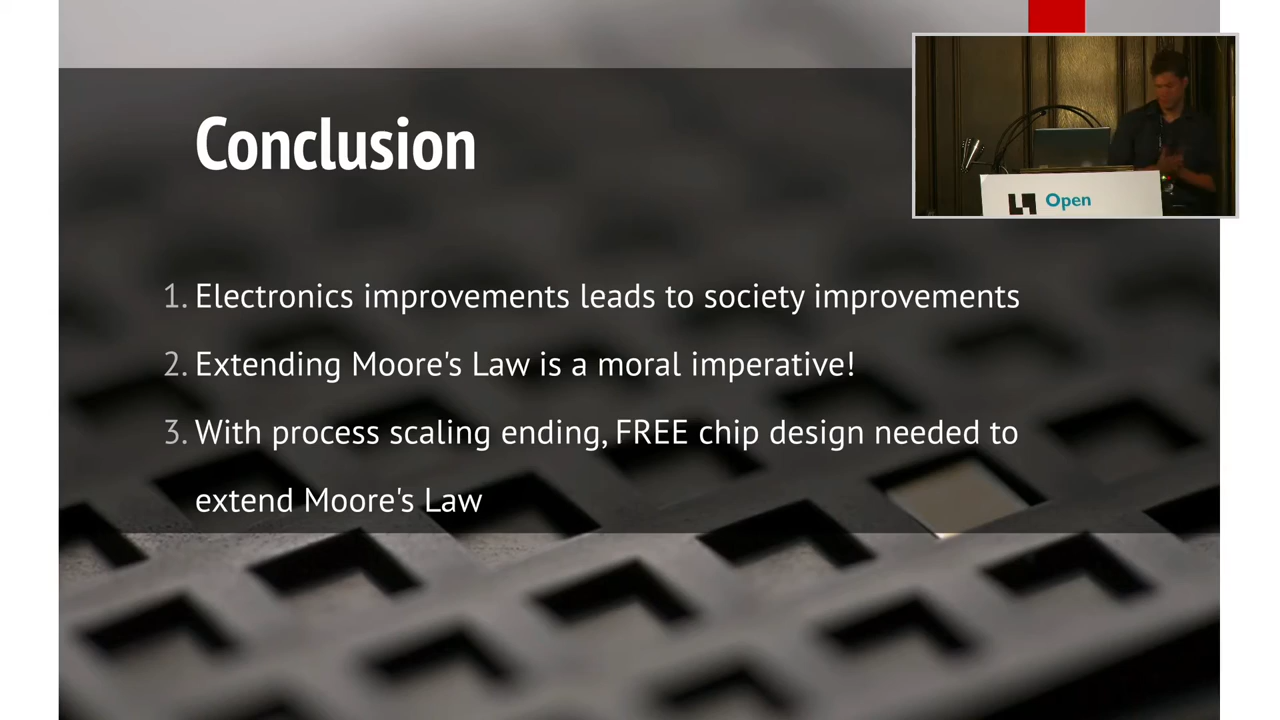 Conclusion
Open
1. Electronics improvements leads to society improvements
2. Extending Moore's Law is a moral imperative!
3. With process scaling ending, FREE chip design needed to
extend Moore's Law